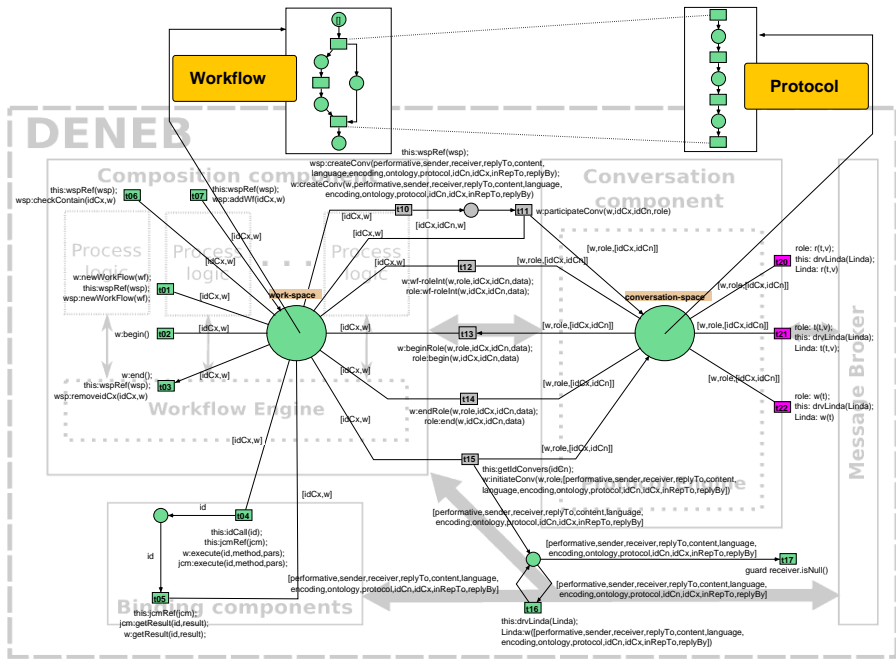 []
Workflow
Protocol
DENEB
this:wspRef(wsp);
wsp:createConv(performative,sender,receiver,replyTo,content,
language,encoding,ontology,protocol,idCn,idCx,inRepTo,replyBy);
w:createConv(w,performative,sender,receiver,replyTo,content,language,
encoding,ontology,protocol,idCn,idCx,inRepTo,replyBy)
Composition component
Conversation
component
this:wspRef(wsp);
wsp:checkContain(idCx,w)
t06
t07
this:wspRef(wsp);
wsp:addWf(idCx,w)
[idCx,w]
t10
t11
w:participateConv(w,idCx,idCn,role)
[idCx,idCn,w]
[idCx,w]
[idCx,w]
[idCx,w]
Process
logic
Process
logic
. . .
Process
logic
[w,role,[idCx,idCn]]
[idCx,w]
t12
[w,role,[idCx,idCn]]
w:wf-roleInt(w,role,idCx,idCn,data);
role:wf-roleInt(w,idCx,idCn,data)
role: r(t,v)
this: drvLinda(Linda);
Linda: r(t,v)
t20
[w,role,[idCx,idCn]]
w:newWorkFlow(wf);
this:wspRef(wsp);
wsp:newWorkFlow(wf)
t01
[idCx,w]
work-space
conversation-space
w:begin()
t02
[idCx,w]
[idCx,w]
t13
[w,role,[idCx,idCn]]
w:beginRole(w,role,idCx,idCn,data);
role:begin(w,idCx,idCn,data)
[w,role,[idCx,idCn]]
t21
role: t(t,v)
this: drvLinda(Linda);
Linda: t(t,v);
w:end();
this:wspRef(wsp);
wsp:removeidCx(idCx,w)
t03
[idCx,w]
[idCx,w]
t14
[w,role,[idCx,idCn]]
w:endRole(w,role,idCx,idCn,data);
role:end(w,idCx,idCn,data)
[w,role,[idCx,idCn]]
t22
role: w(t)
this: drvLinda(Linda);
Linda: w(t)
Workflow Engine
Message Broker
[idCx,w]
[idCx,w]
t15
[w,role,[idCx,idCn]]
this:getIdConvers(idCn);
w:initiateConv(w,role,[performative,sender,receiver,replyTo,content,
language,encoding,ontology,protocol,idCn,idCx,inRepTo,replyBy])
[idCx,w]
id
t04
this:idCall(id);
this:jcmRef(jcm);
w:execute(id,method,pars);
jcm:execute(id,method,pars)
id
[performative,sender,receiver,replyTo,content,language,
encoding,ontology,protocol,idCn,idCx,inRepTo,replyBy]
[performative,sender,receiver,replyTo,content,language,
encoding,ontology,protocol,idCn,idCx,inRepTo,replyBy]
t17
guard receiver.isNull()
[performative,sender,receiver,replyTo,content,language,
encoding,ontology,protocol,idCn,idCx,inRepTo,replyBy]
[performative,sender,receiver,replyTo,content,language,
encoding,ontology,protocol,idCn,idCx,inRepTo,replyBy]
t05
Binding components
this:jcmRef(jcm);
jcm:getResult(id,result);
w:getResult(id,result);
t16
this:drvLinda(Linda);
Linda:w([performative,sender,receiver,replyTo,content,language,
encoding,ontology,protocol,idCn,idCx,inRepTo,replyBy])